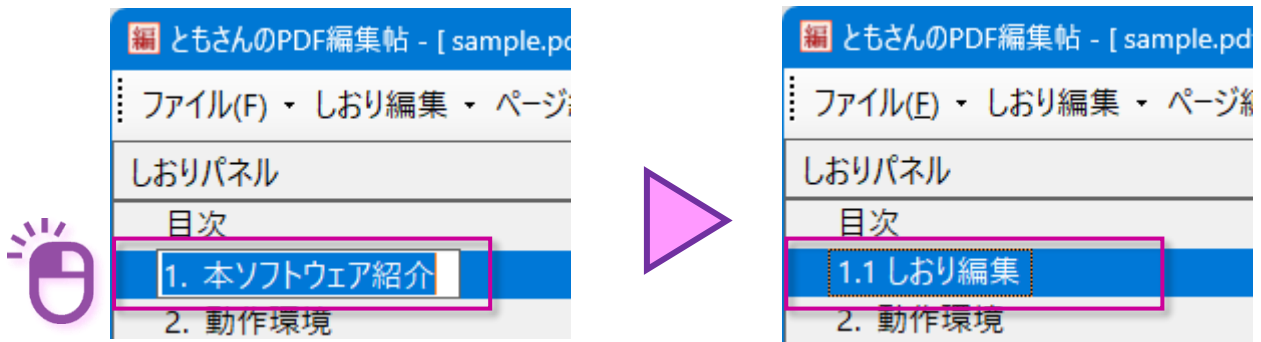 編 ともさんのPDF編集帖 - [ sample.pd
ファイル(F) しおり編集 ページ
しおりパネル
目次
1. 本ソフトウェア紹介
2. 動作環境
編 ともさんのPDF編集帖 - [ sample.pd
ファイル(F) しおり編集 ページ編
しおりパネル
目次
1.1 しおり編集
2. 動作環境